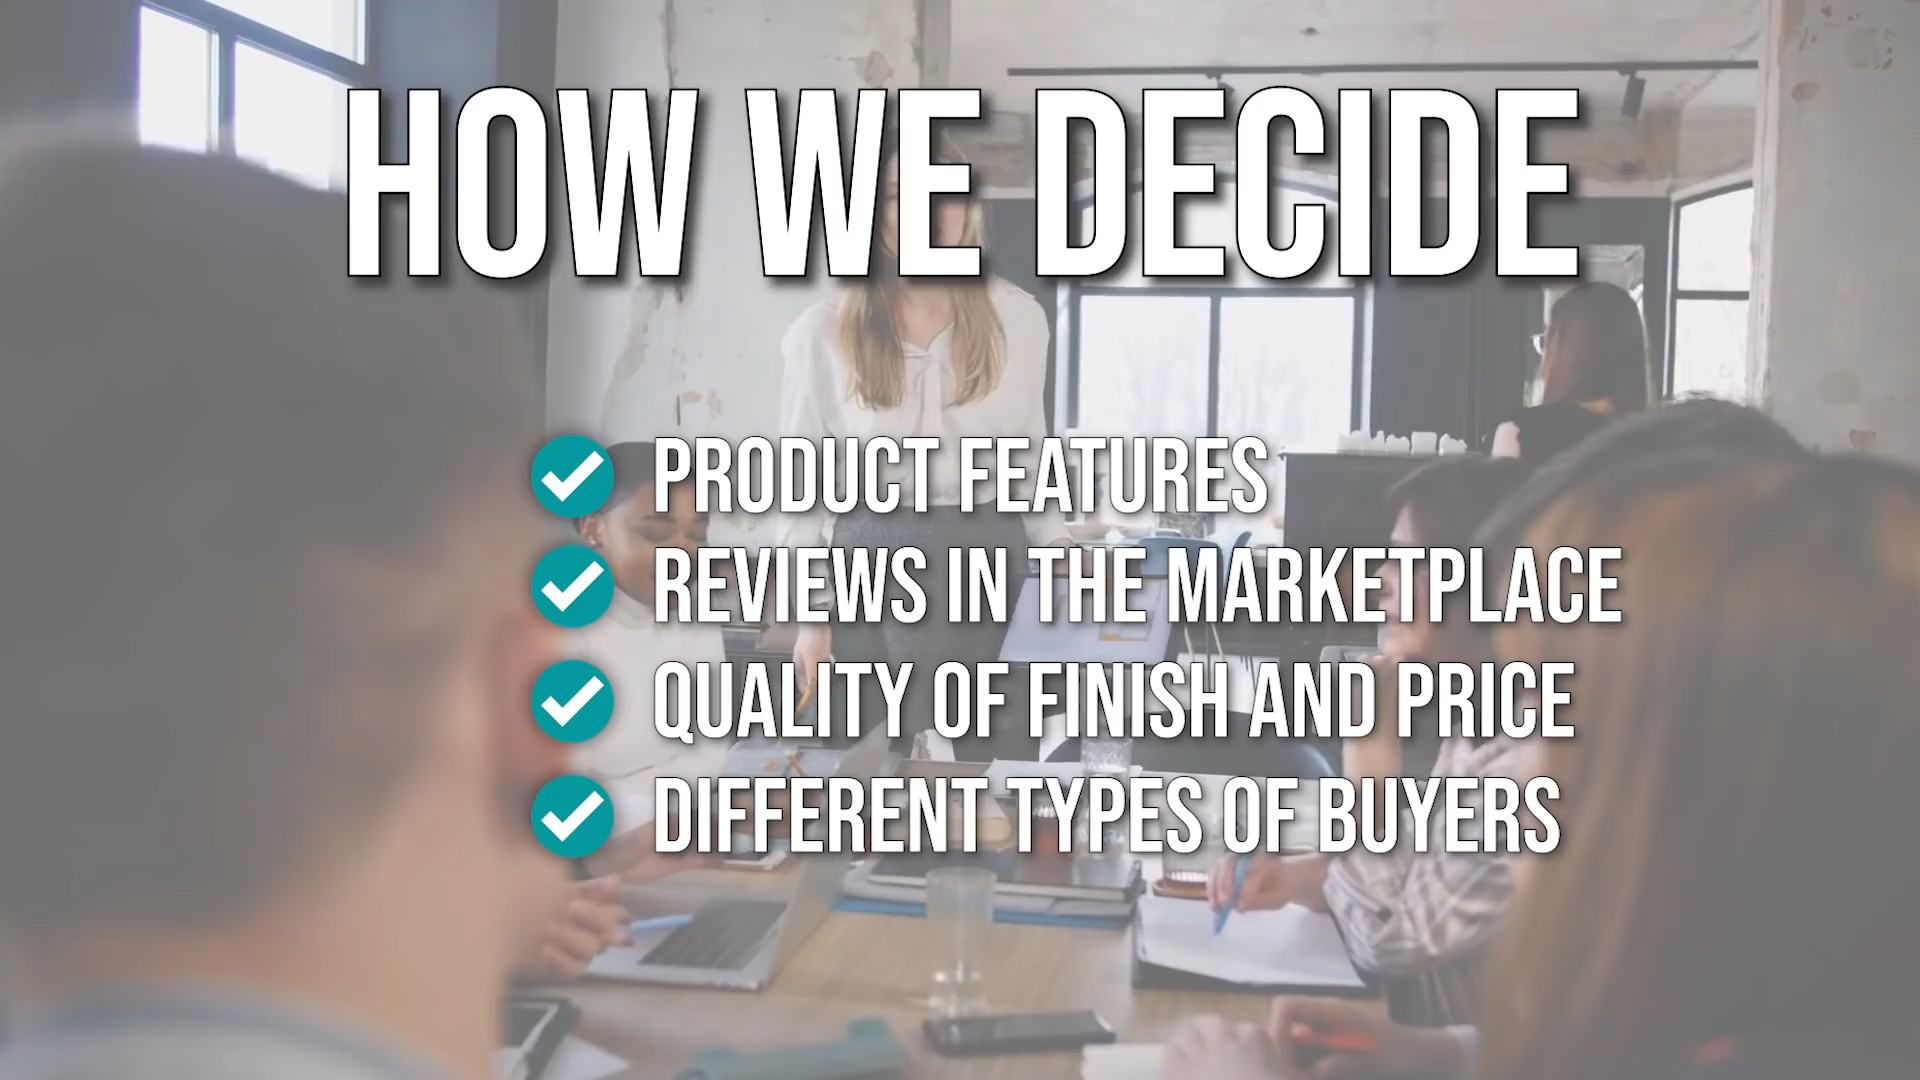 HOW WE DECIDE
PRODUCT FEATURES
REVIEWS IN THE MARKETPLACE
QUALITY OF FINISH AND PRICE
DIFFERENT TYPES OF BUYERS